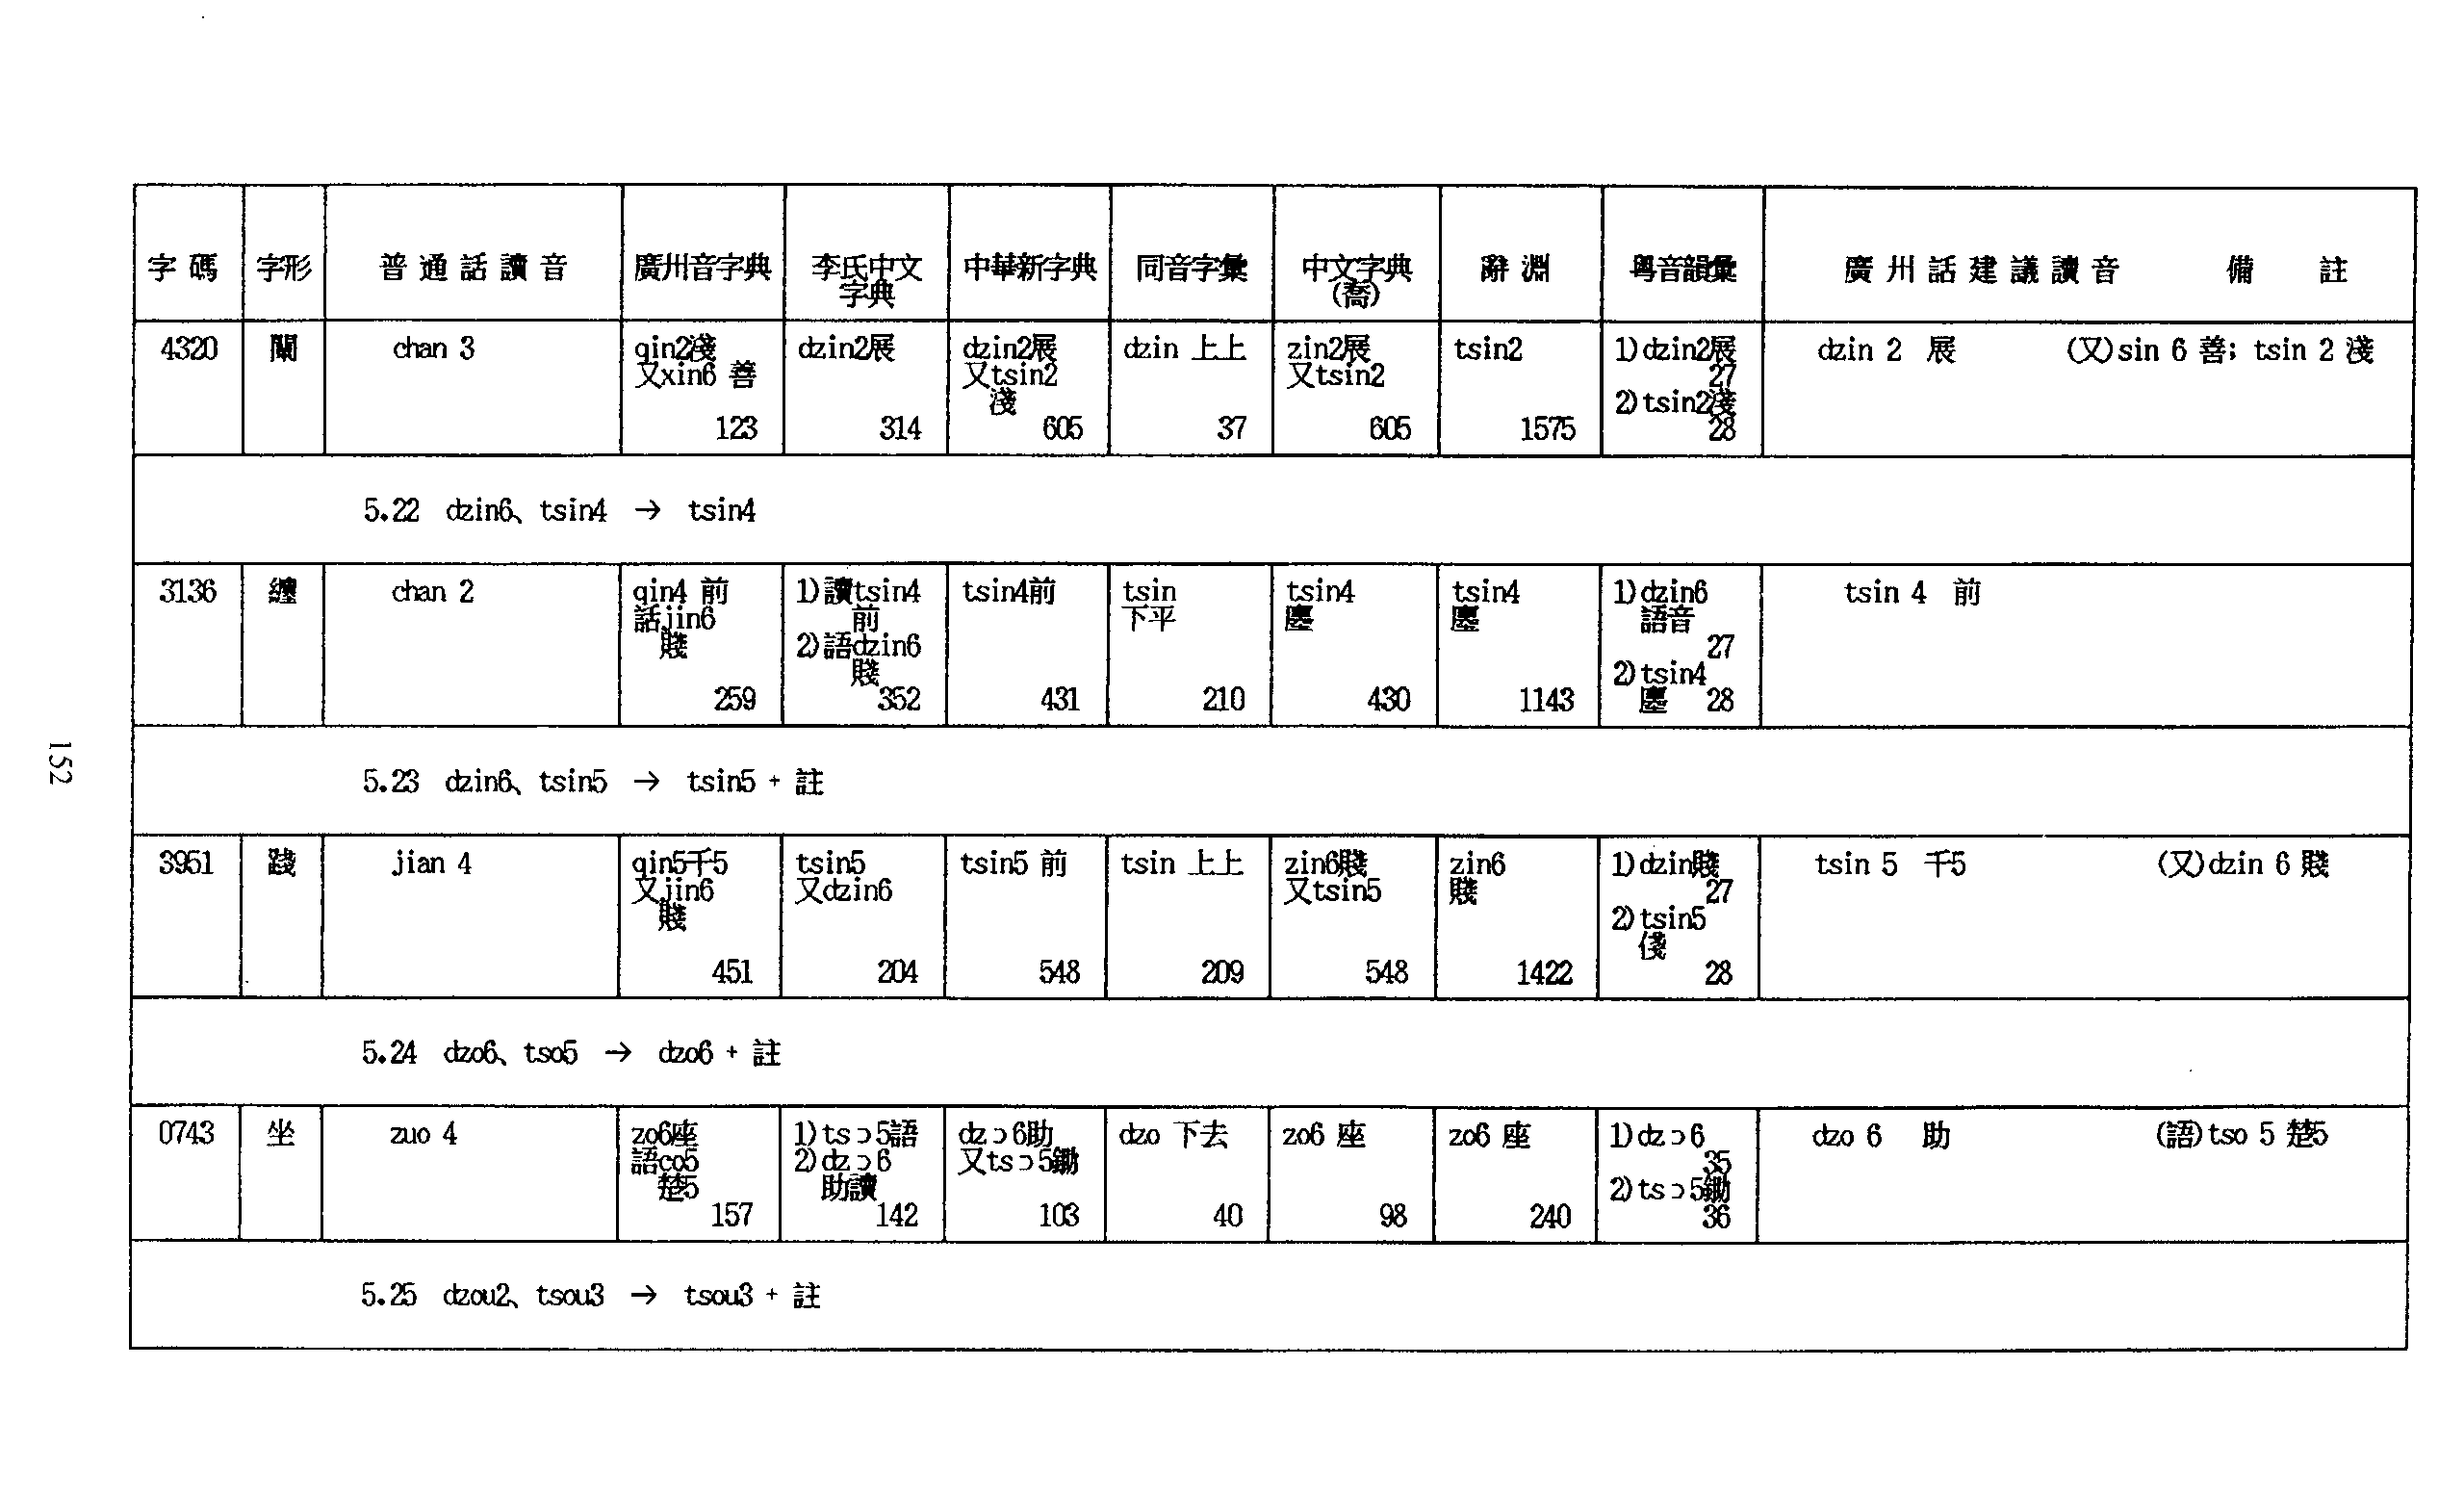 字碼 字形 普通話讀音 廣州音字典 李氏中文字典 中華新字典 同音字彙 中文字典(喬) 辭淵 粵音韻彙 廣州話建議讀音 備註
4320 闡 chan 3 qin2淺 dzin2展 dzin2展 dzin 上上 zin2展 tsin2 1)dzin2展 dzin 2 展 (又)sin 6 善; tsin 2 淺
又xin6 善 又tsin2 又tsin2 27
淺 2)tsin2淺
123 314 605 37 605 1575 28
5.22 dzin6、tsin4 → tsin4
3136 纏 chan 2 qin4 前 1)讀tsin4 tsin4前 tsin tsin4 tsin4 1)dzin6 tsin 4 前
話jin6 前 下平 廛 廛 語音
賤 2)語dzin6 27
賤 2)tsin4
259 352 431 210 430 1143 廛 28
5.23 dzin6、tsin5 → tsin5 + 註
3951 踐 jian 4 qin5千5 tsin5 tsin5 前 tsin 上上 zin6賤 zin6 1)dzin賤 tsin 5 千5 (又)dzin 6 賤
又jin6 又dzin6 又tsin5 賤 27
賤 2)tsin5
俴
451 204 548 209 548 1422 28
5.24 dzo6、tso5 → dzo6 + 註
0743 坐 zuo 4 zo6座 1)tsɔ5語 dzɔ6助 dzo 下去 zo6 座 zo6 座 1)dzɔ6 dzo 6 助 (語)tso 5 楚5
語co5 2)dzɔ6 又tsɔ5鋤 35
楚5 助讀 2)tsɔ5鋤
157 142 103 40 98 240 36
5.25 dzou2、tsou3 → tsou3 + 註
152